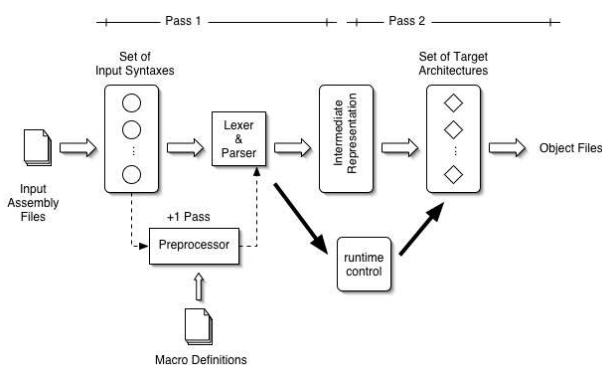 Pass 1
Pass 2
Set of
Input Syntaxes
Set of Target
Architectures
Lexer
&
Parser
Intermediate
Representation
Input
Assembly
Files
Object Files
+1 Pass
Preprocessor
runtime
control
Macro Definitions